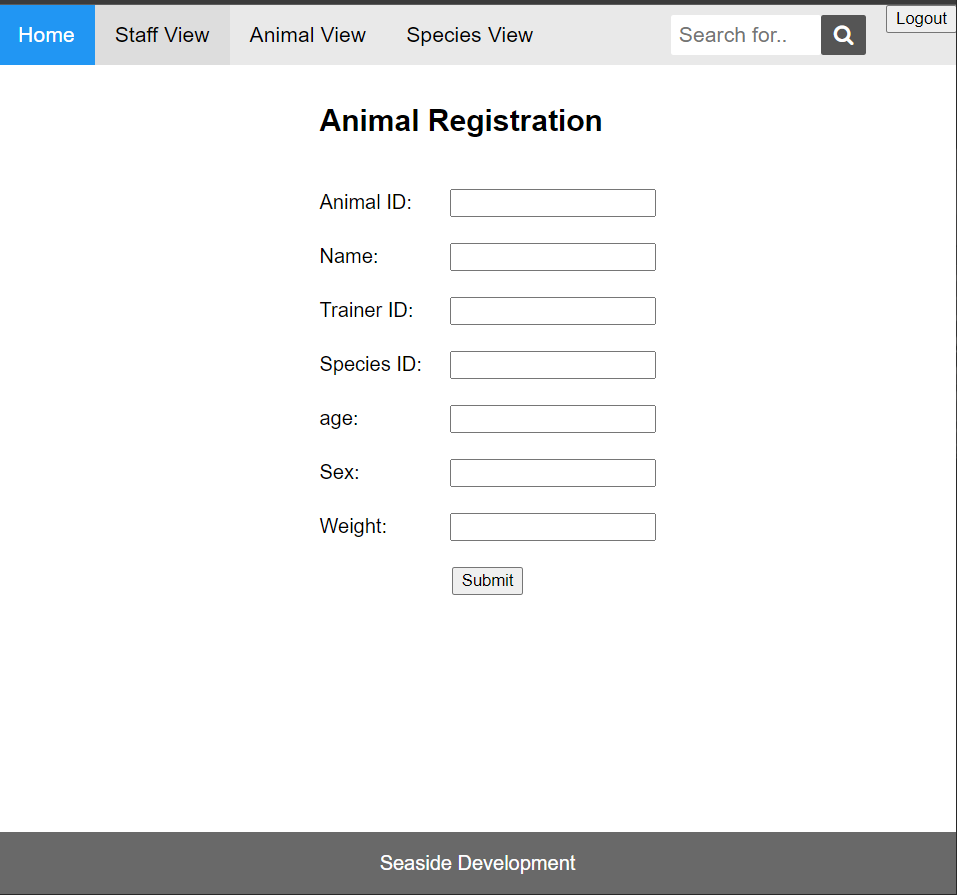 Home Staff View Animal View Species View Search for.. Logout
Animal Registration
Animal ID:
Name:
Trainer ID:
Species ID:
age:
Sex:
Weight:
Submit
Seaside Development